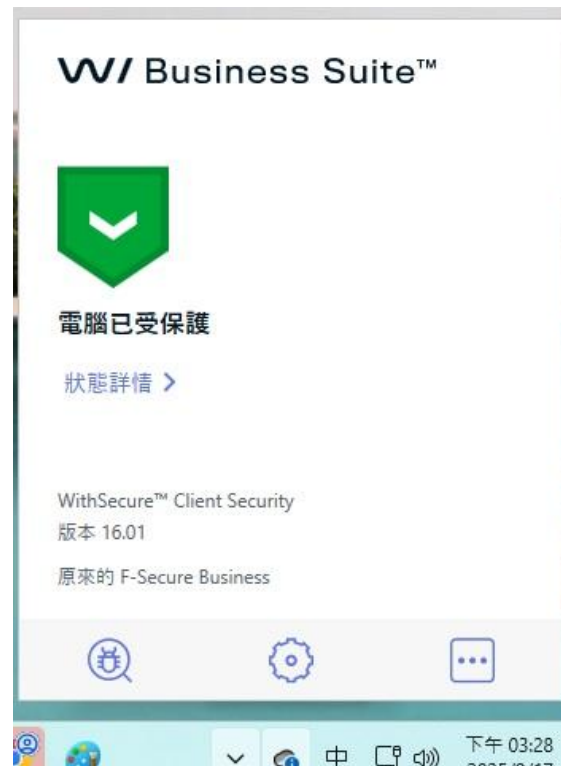 W/ Business Suite™
電腦已受保護
狀態詳情
WithSecure™ Client Security
版本 16.01
原來的 F-Secure Business
中
下午 03:28